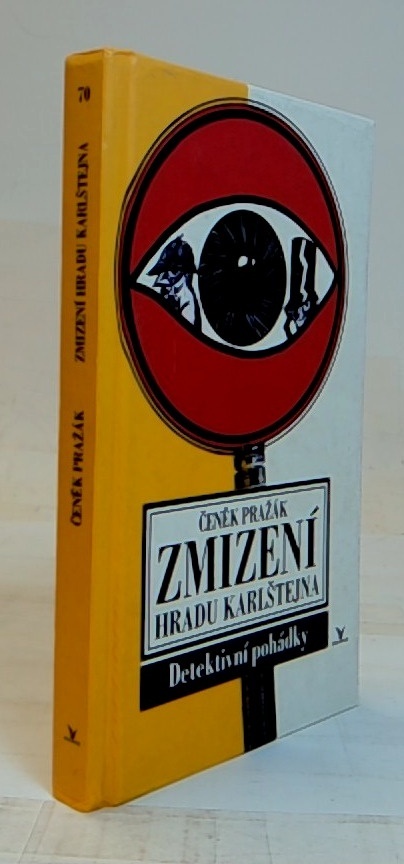 70
ZMIZENÍ HRADU KARLŠTEJNA
ČENĚK PRAŽÁK
ČENĚK PRAŽÁK
ZMIZENÍ
HRADU KARLŠTEJNA
Detektivní pohádky